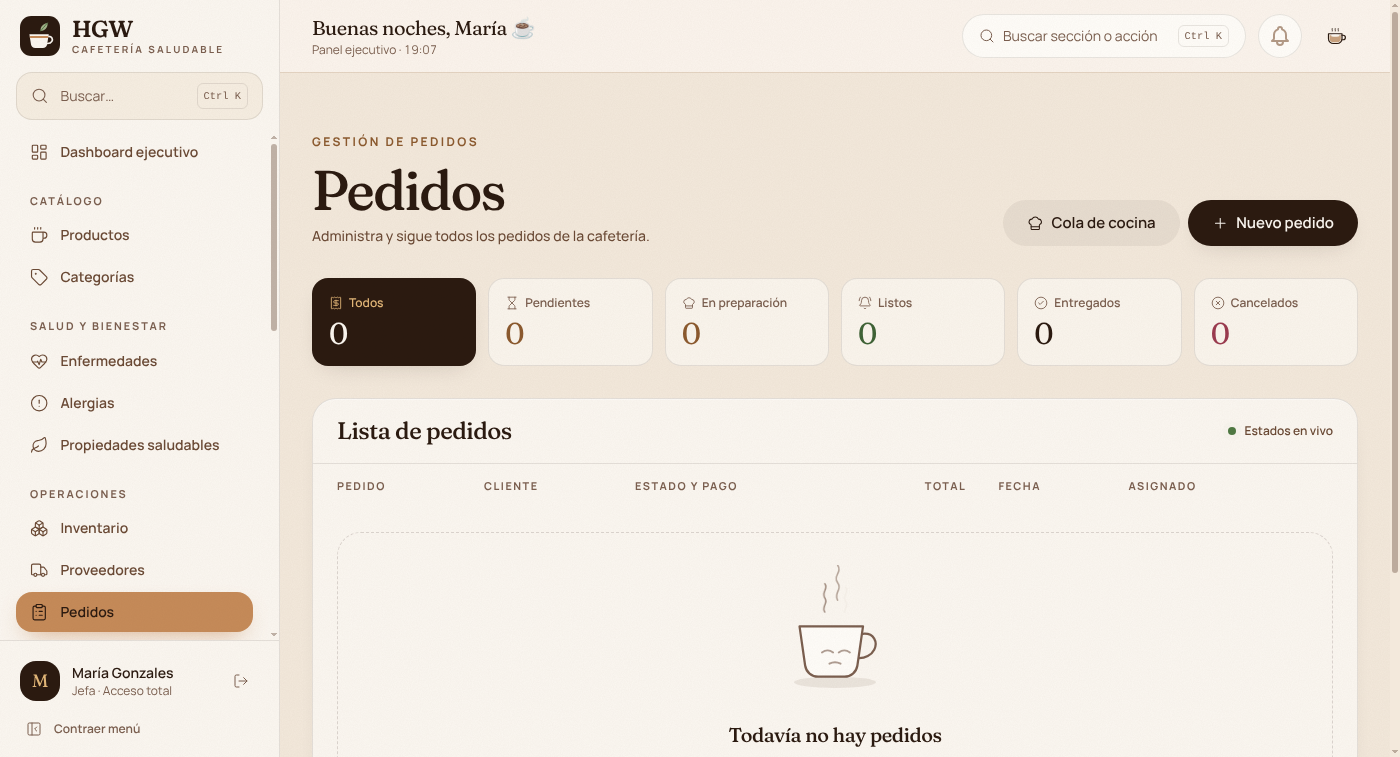 HGW
CAFETERÍA SALUDABLE
Buscar...
Ctrl K
Dashboard ejecutivo
CATÁLOGO
Productos
Categorías
SALUD Y BIENESTAR
Enfermedades
Alergias
Propiedades saludables
OPERACIONES
Inventario
Proveedores
Pedidos
M
María Gonzales
Jefa · Acceso total
Contraer menú
Buenas noches, María ☕
Panel ejecutivo · 19:07
Buscar sección o acción
Ctrl K
GESTIÓN DE PEDIDOS
Pedidos
Administra y sigue todos los pedidos de la cafetería.
Cola de cocina
Nuevo pedido
Todos
0
Pendientes
0
En preparación
0
Listos
0
Entregados
0
Cancelados
0
Lista de pedidos
Estados en vivo
PEDIDO CLIENTE ESTADO Y PAGO TOTAL FECHA ASIGNADO
Todavía no hay pedidos